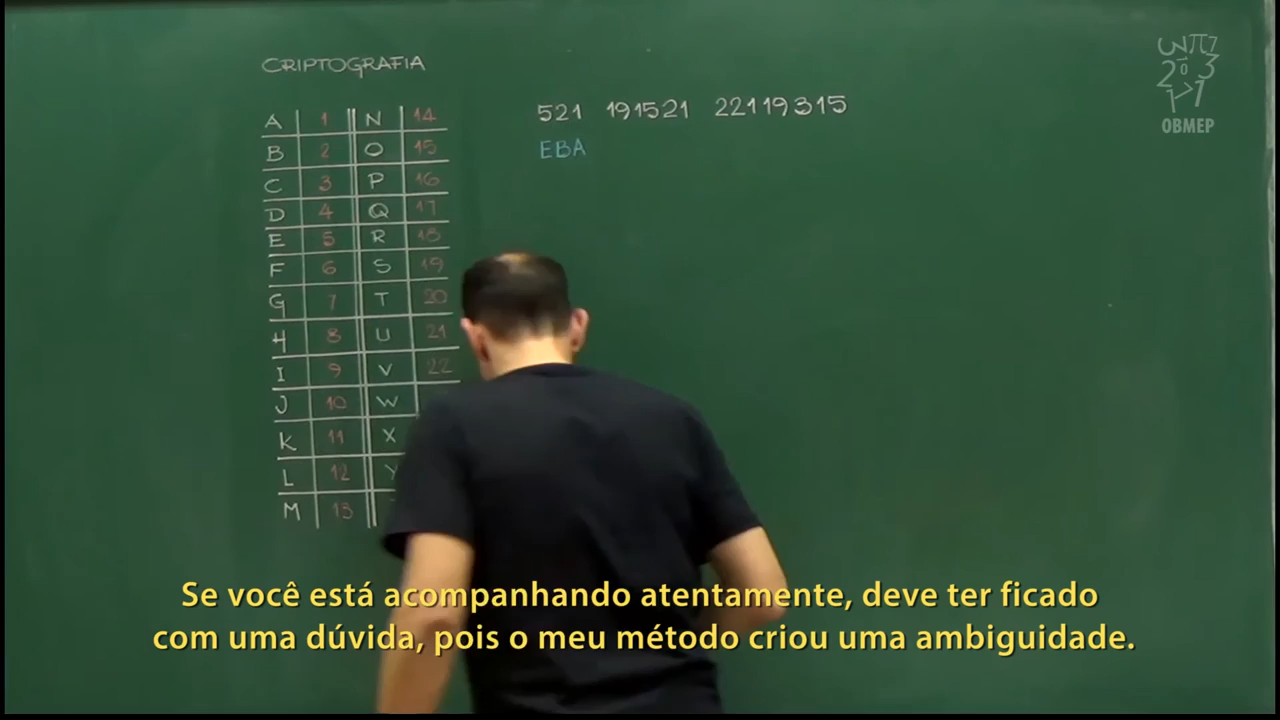 CRIPTOGRAFIA
521 191521 22119315
EBA
A 1 N 14
B 2 O 15
C 3 P 16
D 4 Q 17
E 5 R 18
F 6 S 19
G 7 T 20
H 8 U 21
I 9 V 22
J 10 W
K 11 X
L 12 Y
M 13
OBMEP
Se você está acompanhando atentamente, deve ter ficado
com uma dúvida, pois o meu método criou uma ambiguidade.